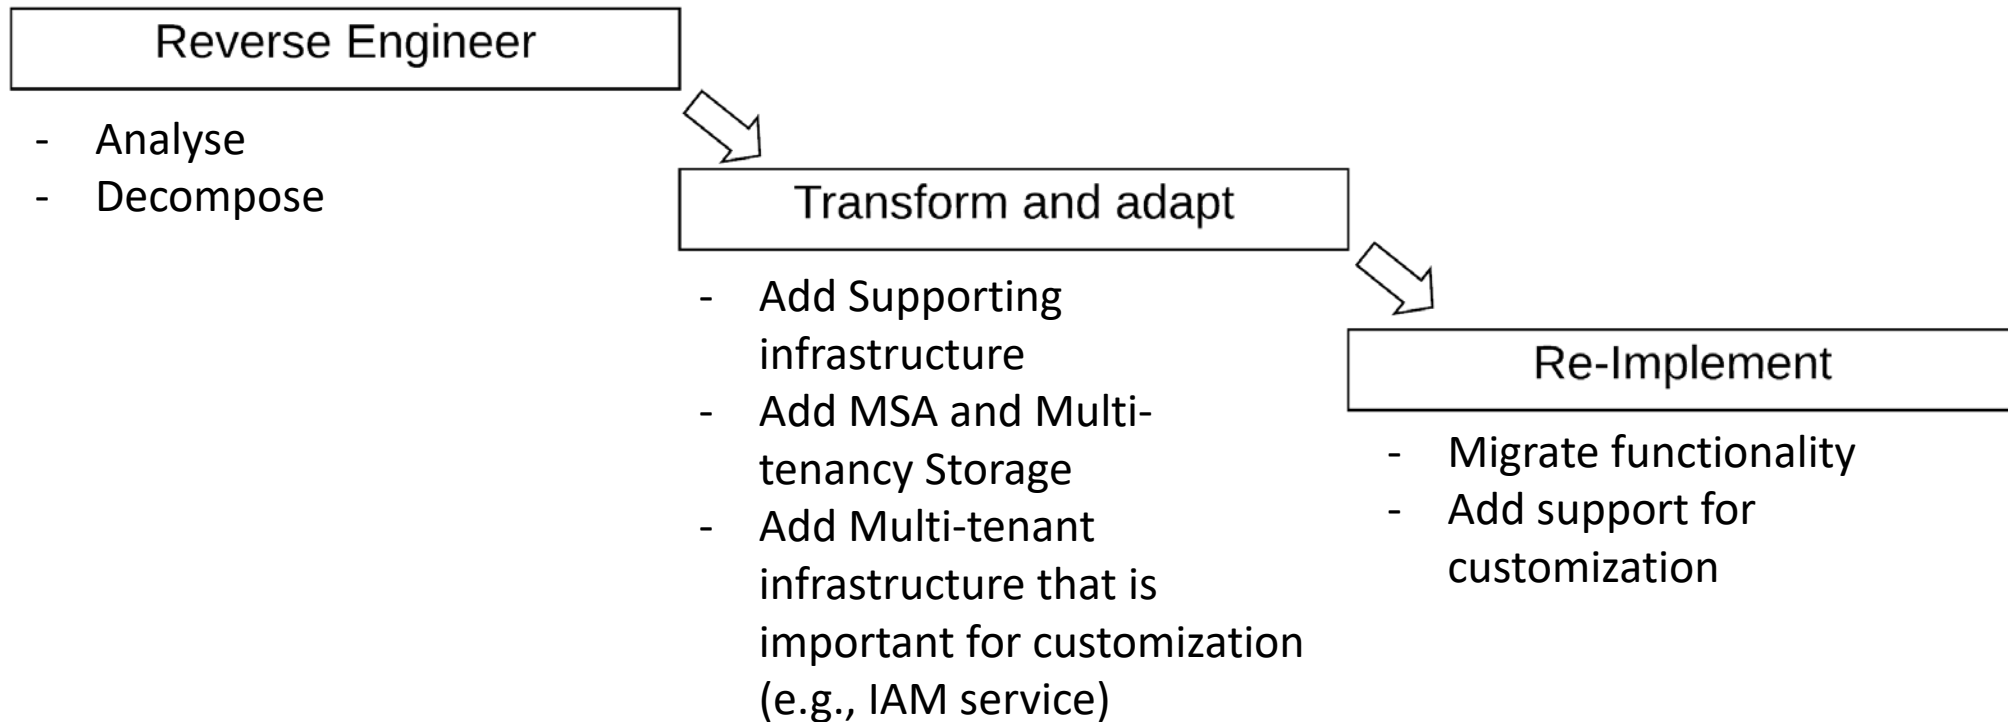 Reverse Engineer
- Analyse
- Decompose
Transform and adapt
- Add Supporting
infrastructure
- Add MSA and Multi-
tenancy Storage
- Add Multi-tenant
infrastructure that is
important for customization
(e.g., IAM service)
Re-Implement
- Migrate functionality
- Add support for
customization